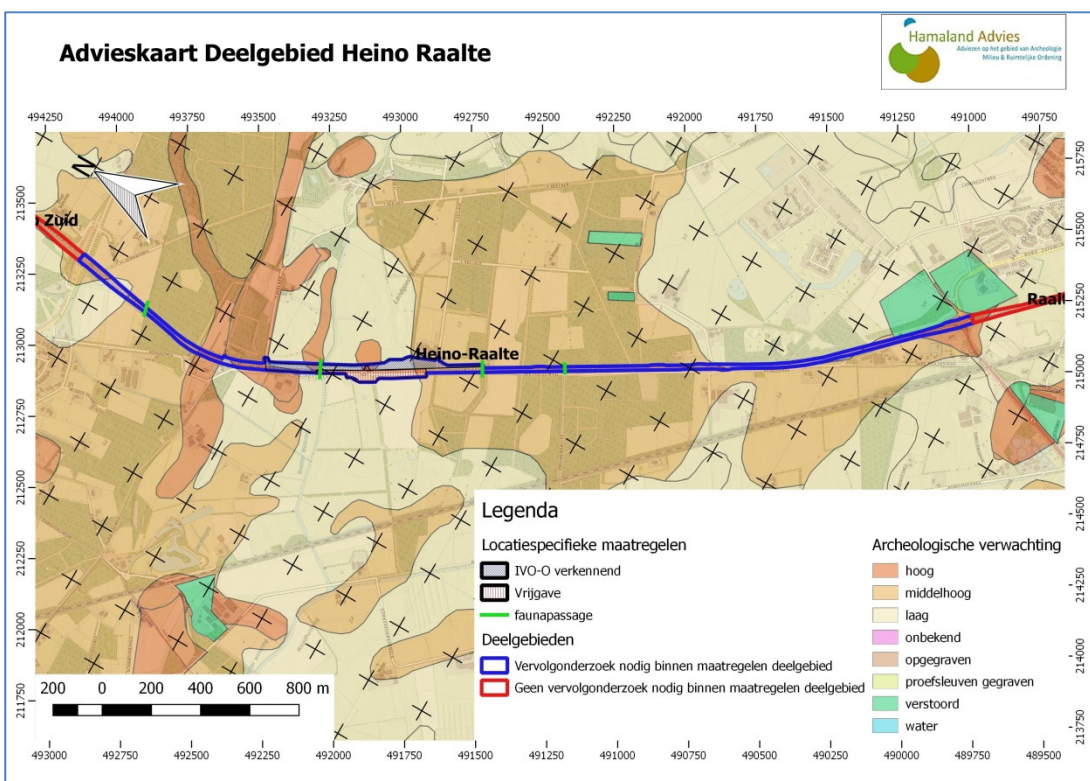 Advieskaart Deelgebied Heino Raalte
Hamaland Advies
Adviezen op het gebied van Archeologie
Milieu & Ruimtelijke Ordening
494250 494000 493750 493500 493250 493000 492750 492500 492250 492000 491750 491500 491250 491000 490750
213500
213250
213000
212750
212500
212250
212000
211750
215750
215500
215250
215000
214750
214500
214250
214000
213750
N
Zuid
Heino-Raalte
Raal
Legenda
Locatiespecifieke maatregelen
IVO-O verkennend
Vrijgave
faunapassage
Deelgebieden
Vervolgonderzoek nodig binnen maatregelen deelgebied
Geen vervolgonderzoek nodig binnen maatregelen deelgebied
Archeologische verwachting
hoog
middelhoog
laag
onbekend
opgegraven
proefsleuven gegraven
verstoord
water
200 0 200 400 600 800 m
493000 492750 492500 492250 492000 491750 491500 491250 491000 490750 490500 490250 490000 489750 489500